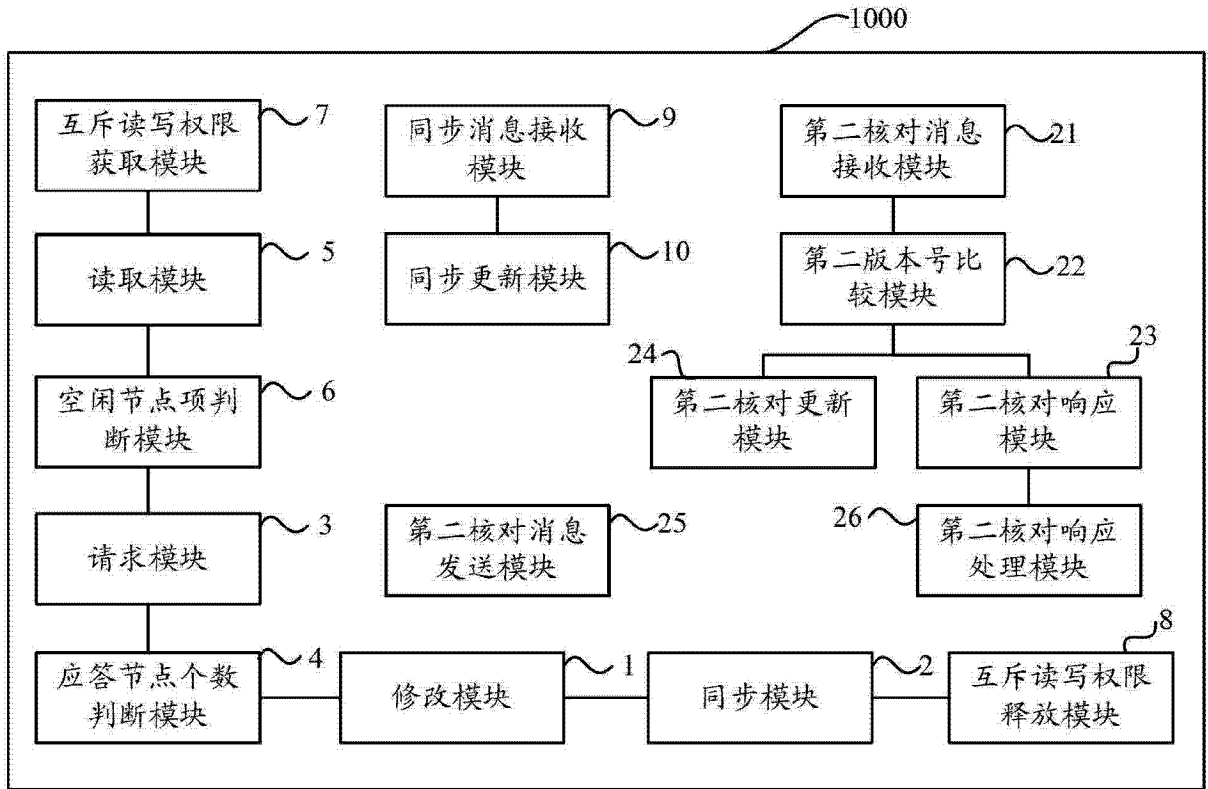 1000
互斥读写权限
获取模块
7
同步消息接收
模块
9
第二核对消息
接收模块
21
读取模块
5
同步更新模块
10
第二版本号比
较模块
22
空闲节点项判
断模块
6
24
第二核对更新
模块
23
第二核对响应
模块
请求模块
3
第二核对消息
发送模块
25
26
第二核对响应
处理模块
应答节点个数
判断模块
4
修改模块
1
同步模块
2
8
互斥读写权限
释放模块